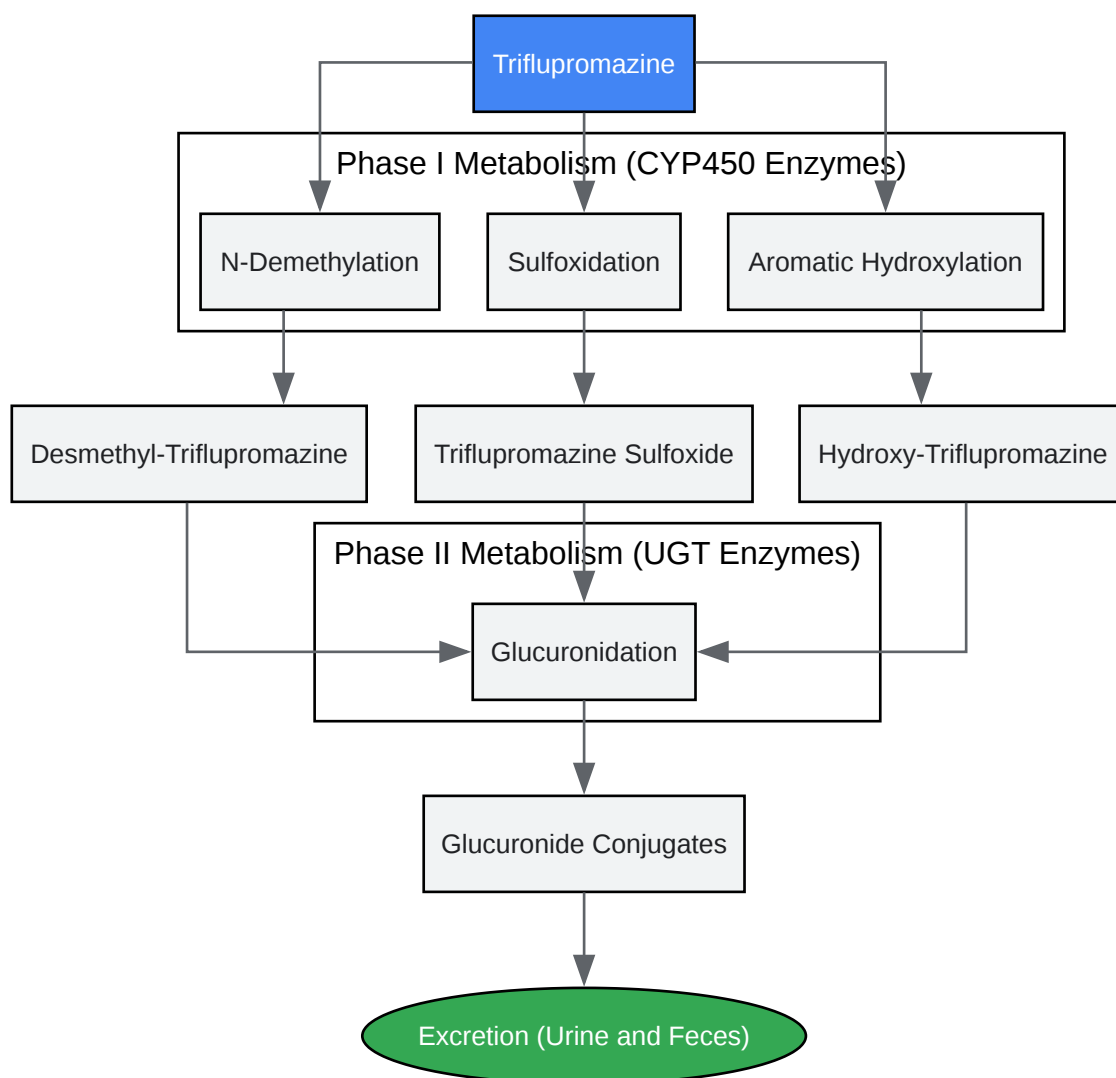 Triflupromazine
Phase I Metabolism (CYP450 Enzymes)
N-Demethylation
Sulfoxidation
Aromatic Hydroxylation
Desmethyl-Triflupromazine
Triflupromazine Sulfoxide
Hydroxy-Triflupromazine
Phase II Metabolism (UGT Enzymes)
Glucuronidation
Glucuronide Conjugates
Excretion (Urine and Feces)